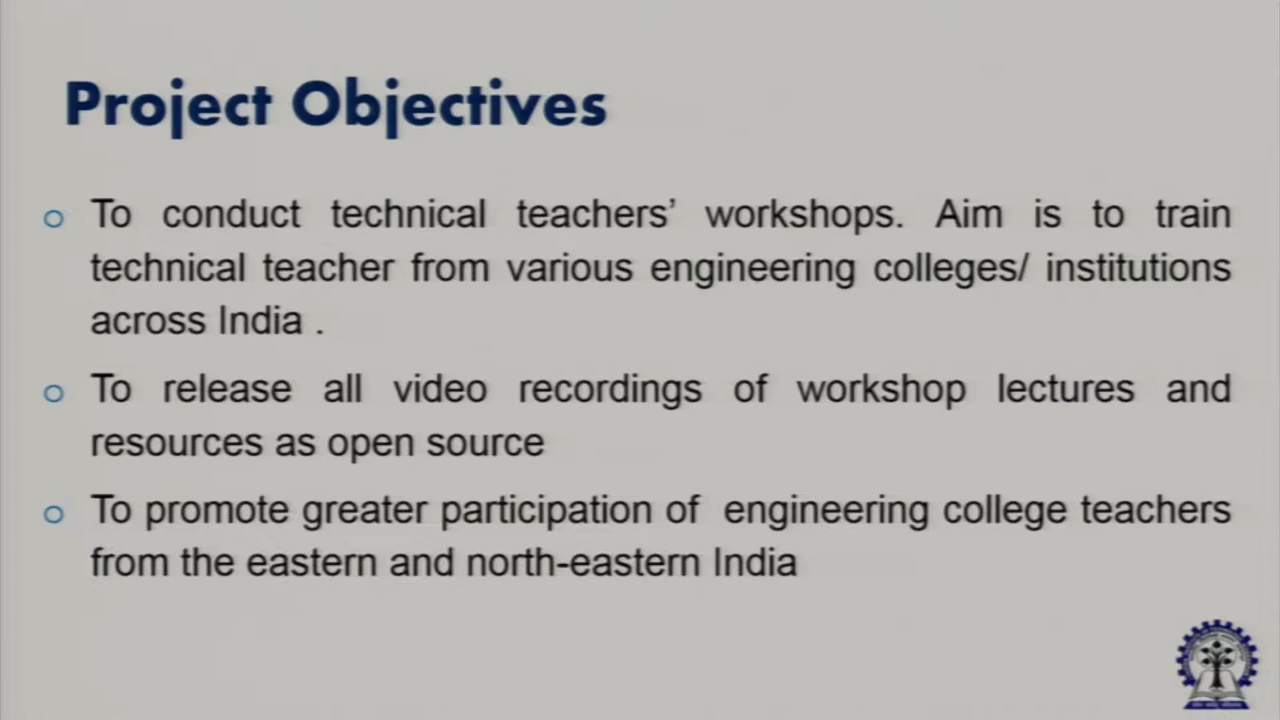 Project Objectives
To conduct technical teachers’ workshops. Aim is to train
technical teacher from various engineering colleges/ institutions
across India .
To release all video recordings of workshop lectures and
resources as open source
To promote greater participation of engineering college teachers
from the eastern and north-eastern India